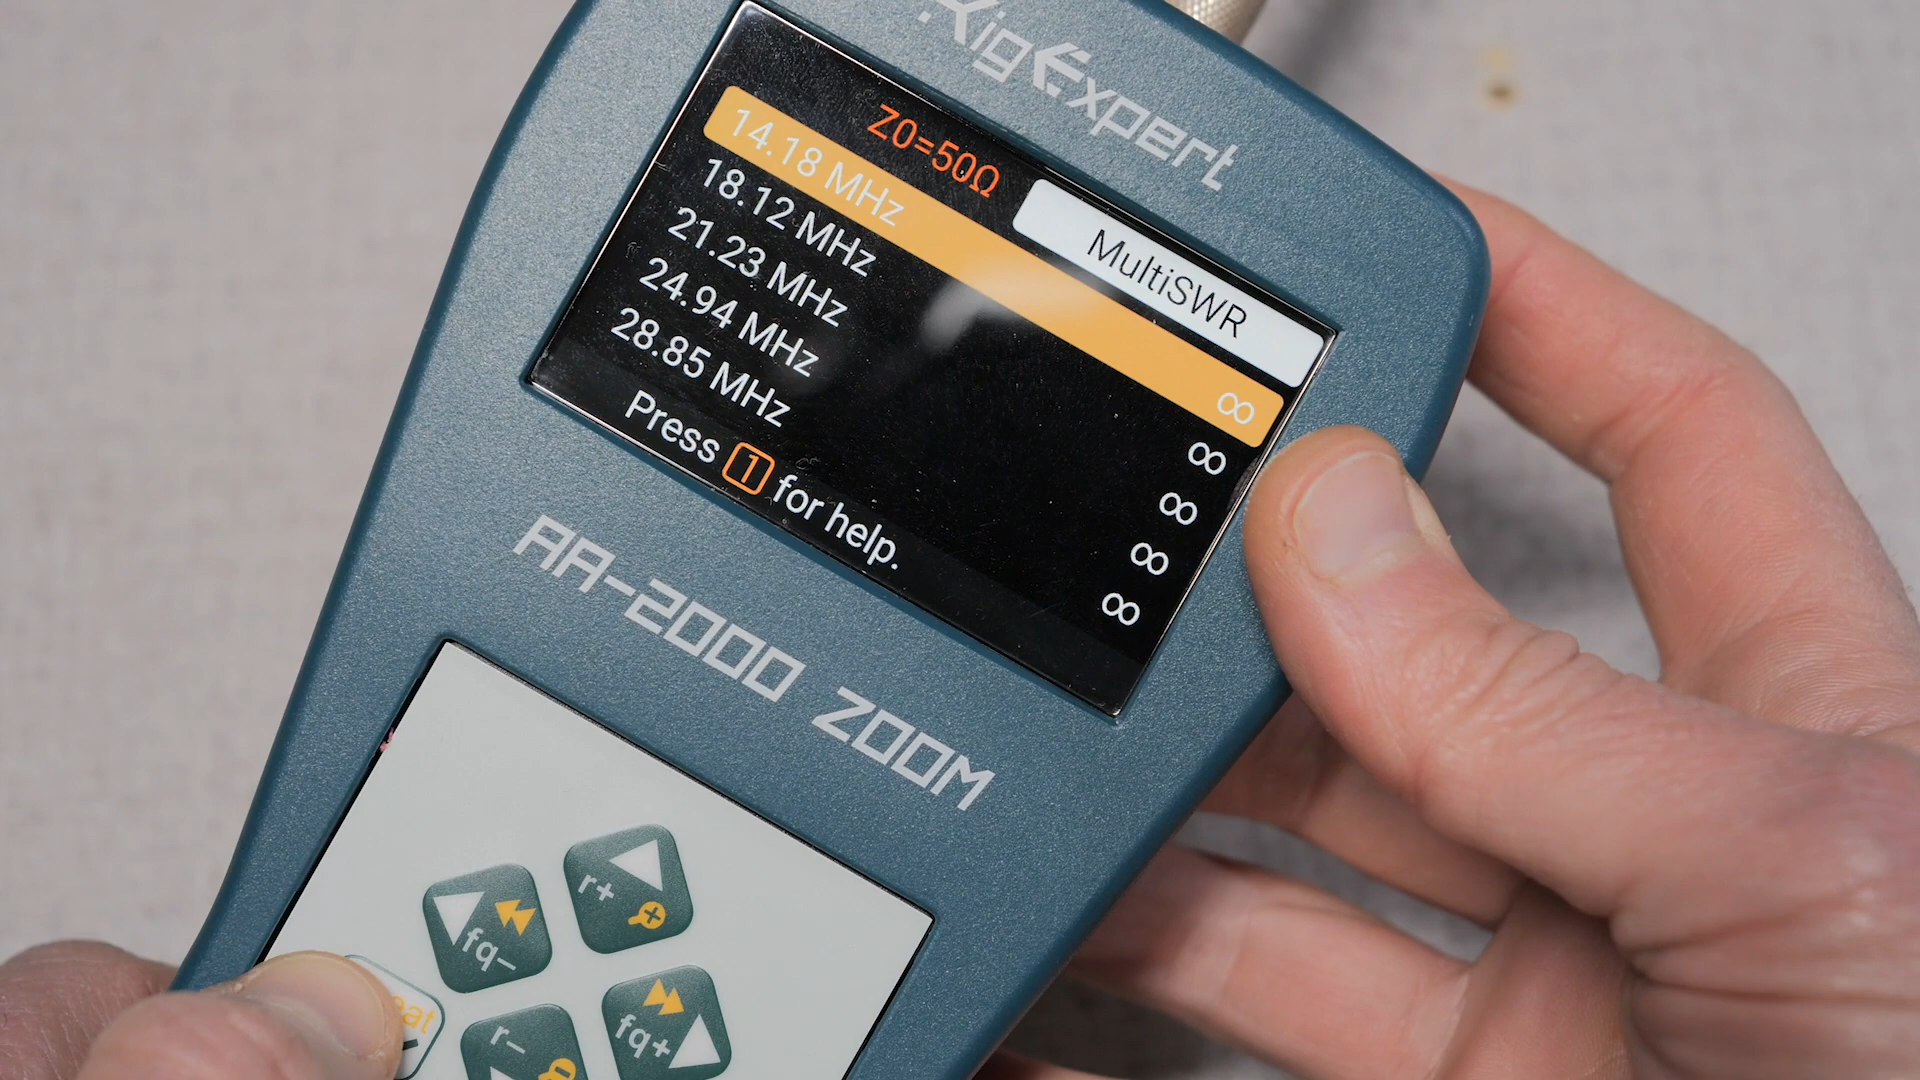 RigExpert
Z0=50Ω
MultiSWR
14.18 MHz ∞
18.12 MHz ∞
21.23 MHz ∞
24.94 MHz ∞
28.85 MHz ∞
Press 1 for help.
AA-2000 ZOOM
r+
fq-
fq+
r-